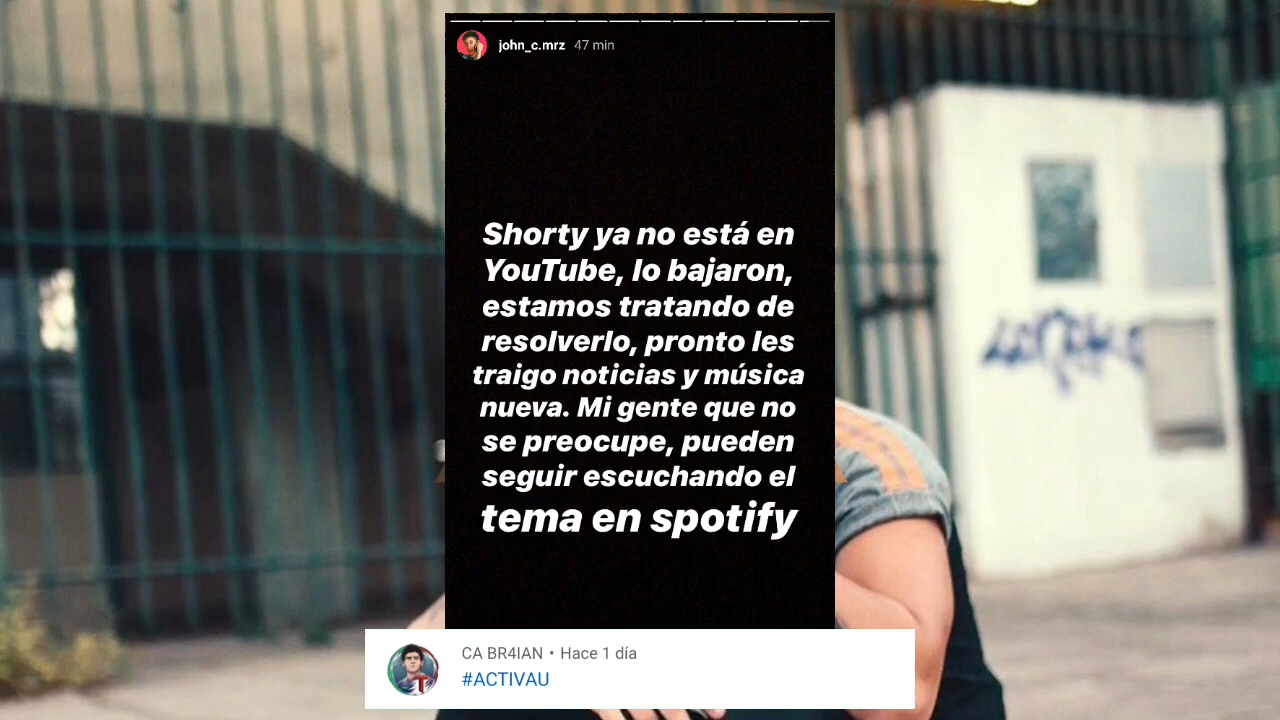 john_c.mrz 47 min
Shorty ya no está en
YouTube, lo bajaron,
estamos tratando de
resolverlo, pronto les
traigo noticias y música
nueva. Mi gente que no
se preocupe, pueden
seguir escuchando el
tema en spotify
CA BR4IAN • Hace 1 día
#ACTIVAU